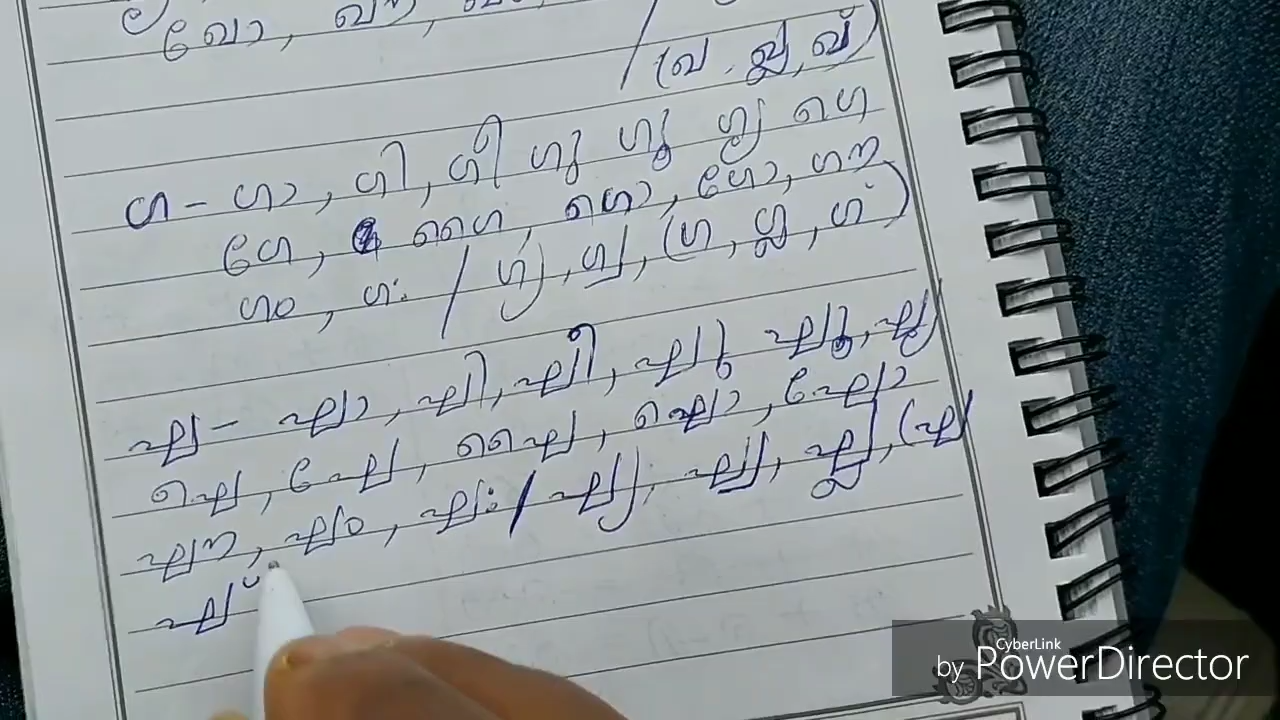 ഖോ, ഖൗ,
(ഖ്ര, ഖ്ല, ഖ്)
ഗ - ഗാ, ഗി, ഗീ ഗു ഗൂ ഗൃ ഗെ
ഗേ, ഗൈ, ഗൊ, ഗോ, ഗൗ
ഗം, ഗഃ / ഗ്യ, ഗ്വ, ഗ്ര, ഗ്ല, ഗ്)
ഘ - ഘാ, ഘി, ഘീ, ഘു ഘൂ, ഘൃ
ഘെ, ഘേ, ഘൈ, ഘൊ, ഘോ
ഘൗ, ഘം, ഘഃ / ഘ്യ, ഘ്വ, ഘ്ല, ഘ്ര
ഘ്
CyberLink
by PowerDirector